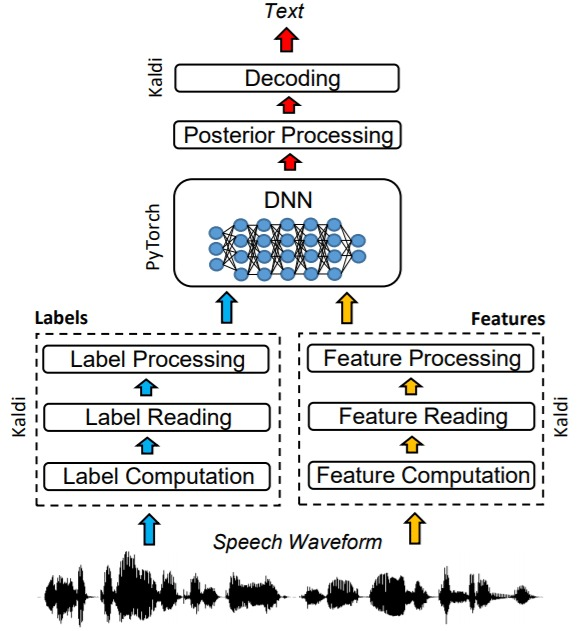 Text
Kaldi
Decoding
Posterior Processing
PyTorch
DNN
Labels
Features
Kaldi
Label Processing
Label Reading
Label Computation
Feature Processing
Feature Reading
Feature Computation
Kaldi
Speech Waveform